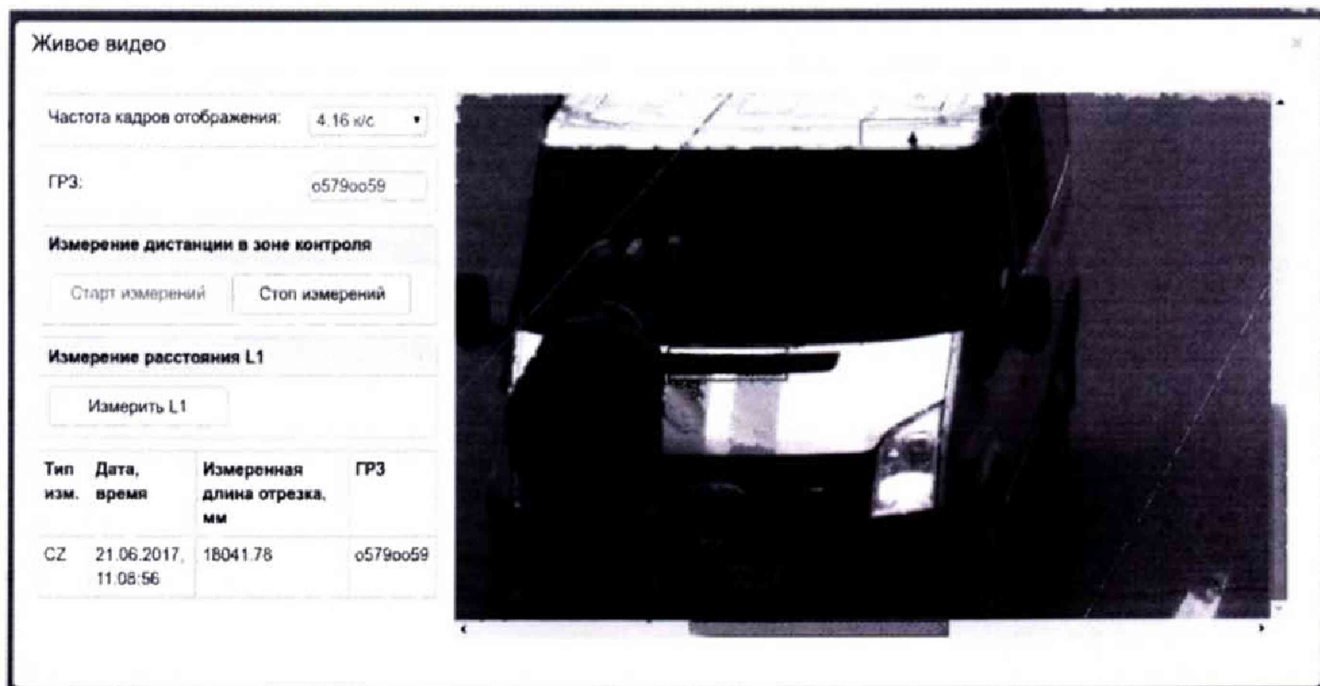 Живое видео
×
Частота кадров отображения: 4.16 к/с
ГРЗ: о579оо59
Измерение дистанции в зоне контроля
Старт измерений Стоп измерений
Измерение расстояния L1
Измерить L1
Тип изм. Дата, время Измеренная длина отрезка, мм ГРЗ
CZ 21.06.2017, 11:08:56 18041.78 о579оо59